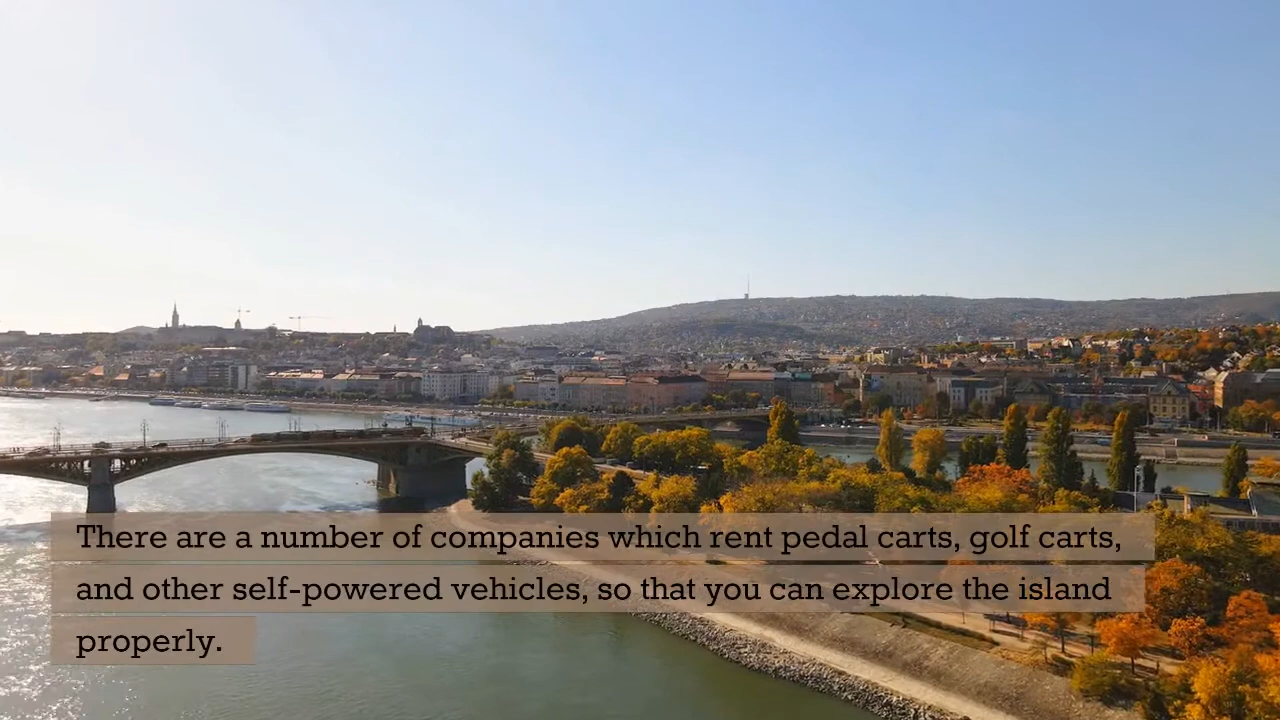 There are a number of companies which rent pedal carts, golf carts,
and other self-powered vehicles, so that you can explore the island
properly.